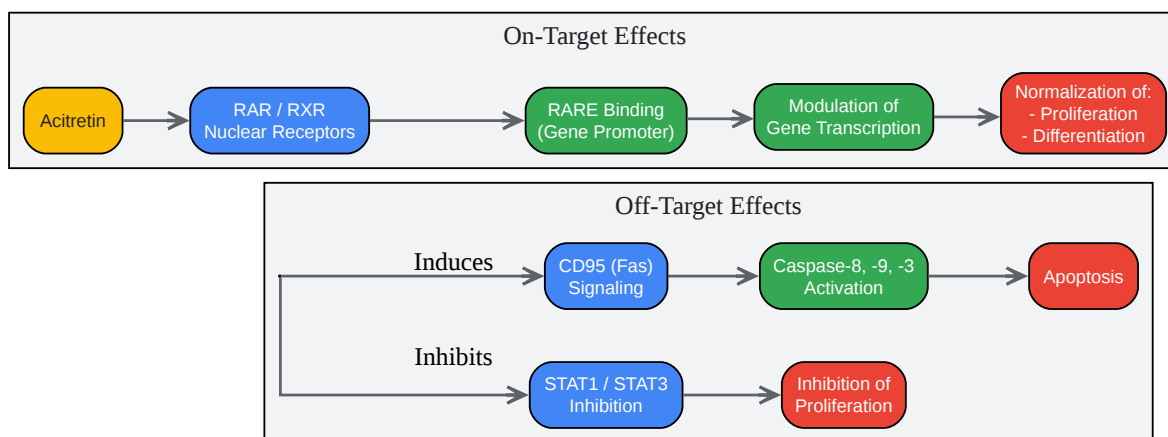 On-Target Effects
Acitretin
RAR / RXR
Nuclear Receptors
RARE Binding
(Gene Promoter)
Modulation of
Gene Transcription
Normalization of:
- Proliferation
- Differentiation
Off-Target Effects
Induces
CD95 (Fas)
Signaling
Caspase-8, -9, -3
Activation
Apoptosis
Inhibits
STAT1 / STAT3
Inhibition
Inhibition of
Proliferation